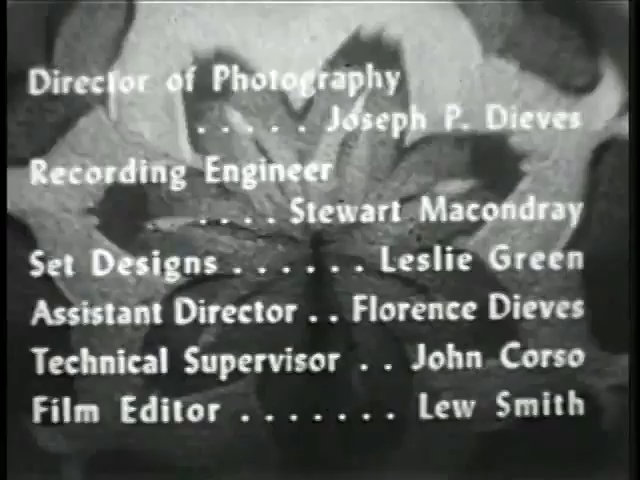 Director of Photography
. . . . . Joseph P. Dieves
Recording Engineer
. . . . Stewart Macondray
Set Designs . . . . . . Leslie Green
Assistant Director . . Florence Dieves
Technical Supervisor . . John Corso
Film Editor . . . . . . . Lew Smith